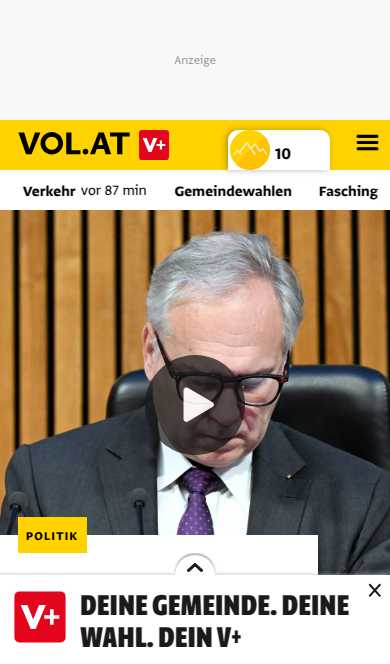 Anzeige
VOL.AT V+
10
Verkehr vor 87 min Gemeindewahlen Fasching
POLITIK
V+ DEINE GEMEINDE. DEINE
WAHL. DEIN V+